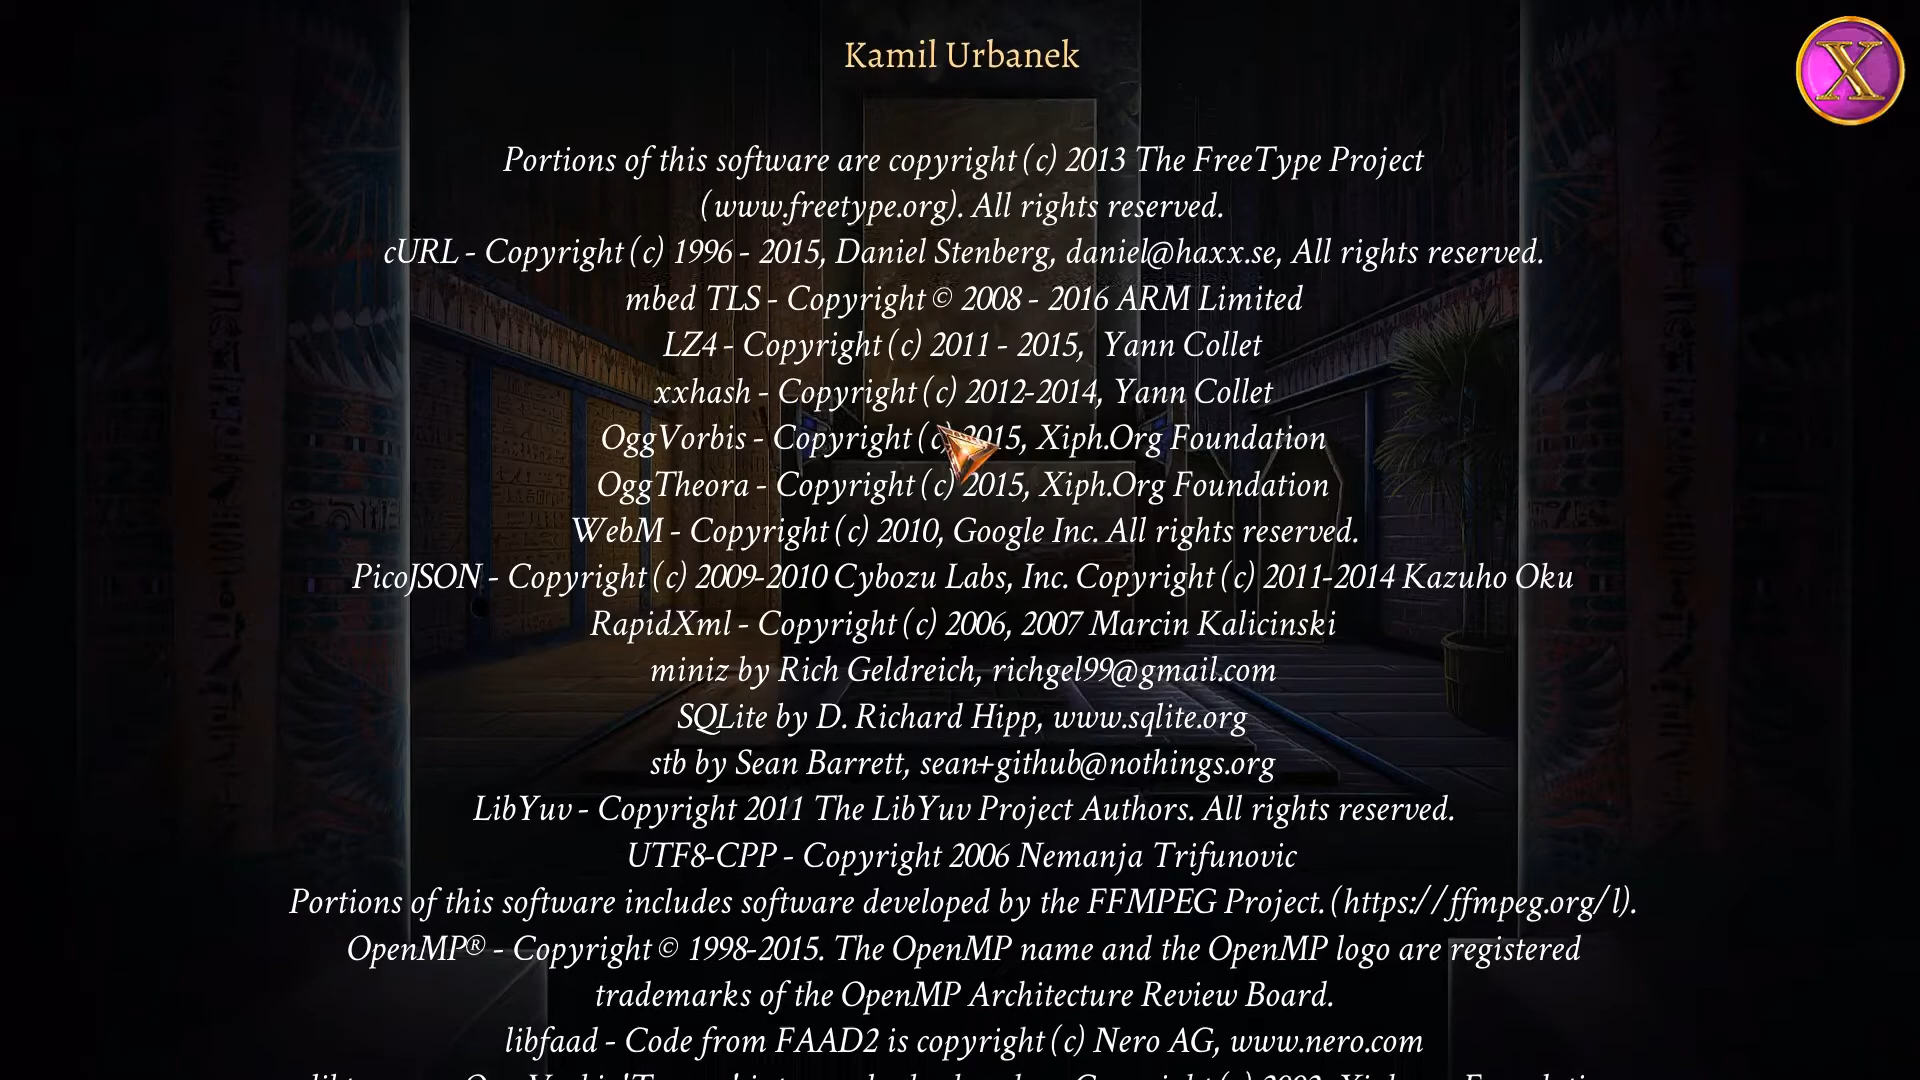 Kamil Urbanek
X
Portions of this software are copyright (c) 2013 The FreeType Project
(www.freetype.org). All rights reserved.
cURL - Copyright (c) 1996 - 2015, Daniel Stenberg, daniel@haxx.se, All rights reserved.
mbed TLS - Copyright © 2008 - 2016 ARM Limited
LZ4 - Copyright (c) 2011 - 2015, Yann Collet
xxhash - Copyright (c) 2012-2014, Yann Collet
OggVorbis - Copyright (c) 2015, Xiph.Org Foundation
OggTheora - Copyright (c) 2015, Xiph.Org Foundation
WebM - Copyright (c) 2010, Google Inc. All rights reserved.
PicoJSON - Copyright (c) 2009-2010 Cybozu Labs, Inc. Copyright (c) 2011-2014 Kazuho Oku
RapidXml - Copyright (c) 2006, 2007 Marcin Kalicinski
miniz by Rich Geldreich, richgel99@gmail.com
SQLite by D. Richard Hipp, www.sqlite.org
stb by Sean Barrett, sean+github@nothings.org
LibYuv - Copyright 2011 The LibYuv Project Authors. All rights reserved.
UTF8-CPP - Copyright 2006 Nemanja Trifunovic
Portions of this software includes software developed by the FFMPEG Project. (https://ffmpeg.org/l).
OpenMP® - Copyright © 1998-2015. The OpenMP name and the OpenMP logo are registered
trademarks of the OpenMP Architecture Review Board.
libfaad - Code from FAAD2 is copyright (c) Nero AG, www.nero.com